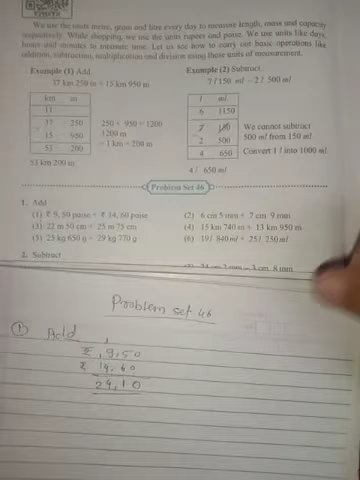 We use the units metre, gram and litre every day to measure length, mass and capacity
respectively. While shopping, we use the units rupees and paise. We use units like days,
hours and minutes to measure time. Let us see how to carry out basic operations like
addition, subtraction, multiplication and division using these units of measurement.
Example (1) Add.
37 km 250 m + 15 km 950 m
km m
11
37 250
+
15 950
53 200
250 + 950 = 1200
1200 m
= 1 km + 200 m
53 km 200 m
Example (2) Subtract.
7 l 150 ml - 2 l 500 ml
l ml
6 1150
7 150
- 2 500
4 650
We cannot subtract
500 ml from 150 ml
Convert 1 l into 1000 ml
4 l 650 ml
Problem Set 46
1. Add
(1) ₹ 9, 50 paise + ₹ 14, 60 paise
(2) 6 cm 5 mm + 7 cm 9 mm
(3) 22 m 50 cm + 25 m 75 cm
(4) 15 km 740 m + 13 km 950 m
(5) 25 kg 650 g + 29 kg 770 g
(6) 19 l 840 ml + 25 l 250 ml
2. Subtract
3 cm 8 mm
Problem set 46
① Add
₹ 9,50
₹ 14,60
24,10